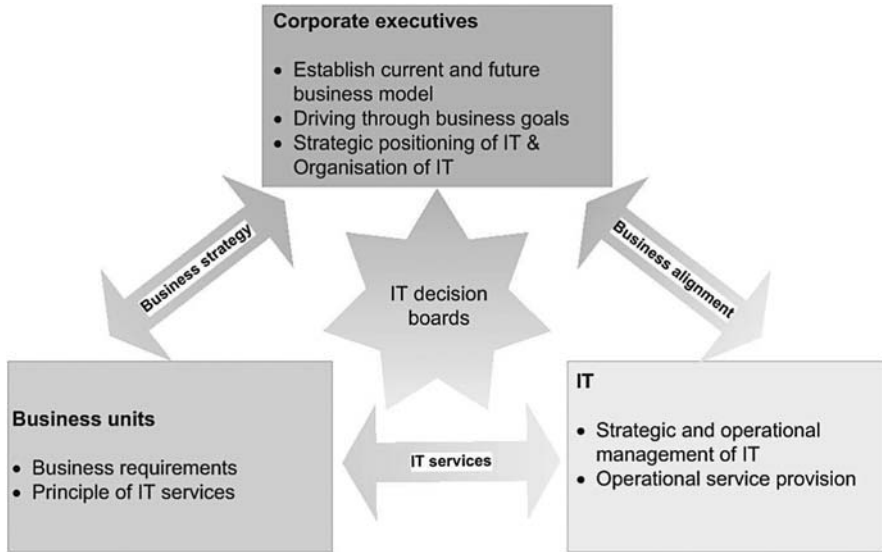 Corporate executives
• Establish current and future
business model
• Driving through business goals
• Strategic positioning of IT &
Organisation of IT
Business strategy
Business alignment
IT decision
boards
Business units
• Business requirements
• Principle of IT services
IT services
IT
• Strategic and operational
management of IT
• Operational service provision